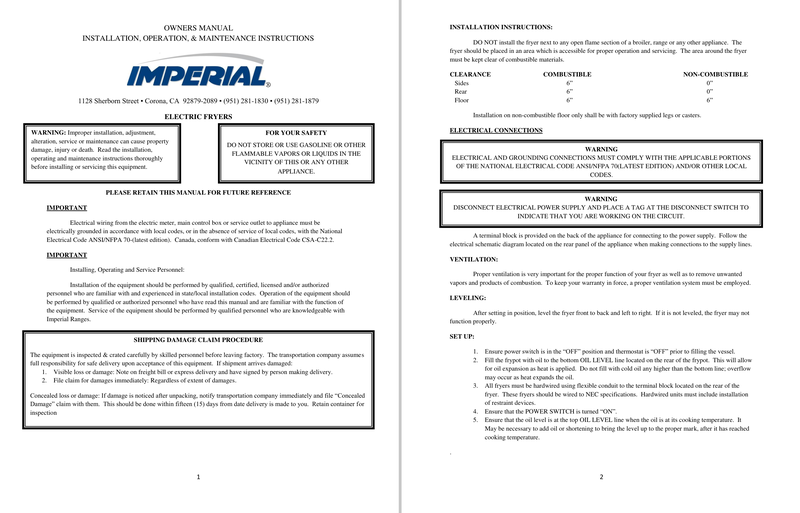 OWNERS MANUAL
INSTALLATION, OPERATION, & MAINTENANCE INSTRUCTIONS
IMPERIAL®
1128 Sherborn Street • Corona, CA 92879-2089 • (951) 281-1830 • (951) 281-1879
ELECTRIC FRYERS
WARNING: Improper installation, adjustment,
alteration, service or maintenance can cause property
damage, injury or death. Read the installation,
operating and maintenance instructions thoroughly
before installing or servicing this equipment.
FOR YOUR SAFETY
DO NOT STORE OR USE GASOLINE OR OTHER
FLAMMABLE VAPORS OR LIQUIDS IN THE
VICINITY OF THIS OR ANY OTHER
APPLIANCE.
PLEASE RETAIN THIS MANUAL FOR FUTURE REFERENCE
IMPORTANT
Electrical wiring from the electric meter, main control box or service outlet to appliance must be
electrically grounded in accordance with local codes, or in the absence of service of local codes, with the National
Electrical Code ANSI/NFPA 70-(latest edition). Canada, conform with Canadian Electrical Code CSA-C22.2.
IMPORTANT
Installing, Operating and Service Personnel:
Installation of the equipment should be performed by qualified, certified, licensed and/or authorized
personnel who are familiar with and experienced in state/local installation codes. Operation of the equipment should
be performed by qualified or authorized personnel who have read this manual and are familiar with the function of
the equipment. Service of the equipment should be performed by qualified personnel who are knowledgeable with
Imperial Ranges.
SHIPPING DAMAGE CLAIM PROCEDURE
The equipment is inspected & crated carefully by skilled personnel before leaving factory. The transportation company assumes
full responsibility for safe delivery upon acceptance of this equipment. If shipment arrives damaged:
1. Visible loss or damage: Note on freight bill or express delivery and have signed by person making delivery.
2. File claim for damages immediately: Regardless of extent of damages.
Concealed loss or damage: If damage is noticed after unpacking, notify transportation company immediately and file "Concealed
Damage" claim with them. This should be done within fifteen (15) days from date delivery is made to you. Retain container for
inspection
1
INSTALLATION INSTRUCTIONS:
DO NOT install the fryer next to any open flame section of a broiler, range or any other appliance. The
fryer should be placed in an area which is accessible for proper operation and servicing. The area around the fryer
must be kept clear of combustible materials.
CLEARANCE COMBUSTIBLE NON-COMBUSTIBLE
Sides 6" 0"
Rear 6" 0"
Floor 6" 6"
Installation on non-combustible floor only shall be with factory supplied legs or casters.
ELECTRICAL CONNECTIONS
WARNING
ELECTRICAL AND GROUNDING CONNECTIONS MUST COMPLY WITH THE APPLICABLE PORTIONS
OF THE NATIONAL ELECTRICAL CODE ANSI/NFPA 70(LATEST EDITION) AND/OR OTHER LOCAL
CODES.
WARNING
DISCONNECT ELECTRICAL POWER SUPPLY AND PLACE A TAG AT THE DISCONNECT SWITCH TO
INDICATE THAT YOU ARE WORKING ON THE CIRCUIT.
A terminal block is provided on the back of the appliance for connecting to the power supply. Follow the
electrical schematic diagram located on the rear panel of the appliance when making connections to the supply lines.
VENTILATION:
Proper ventilation is very important for the proper function of your fryer as well as to remove unwanted
vapors and products of combustion. To keep your warranty in force, a proper ventilation system must be employed.
LEVELING:
After setting in position, level the fryer front to back and left to right. If it is not leveled, the fryer may not
function properly.
SET UP:
1. Ensure power switch is in the "OFF" position and thermostat is "OFF" prior to filling the vessel.
2. Fill the frypot with oil to the bottom OIL LEVEL line located on the rear of the frypot. This will allow
for oil expansion as heat is applied. Do not fill with cold oil any higher than the bottom line; overflow
may occur as heat expands the oil.
3. All fryers must be hardwired using flexible conduit to the terminal block located on the rear of the
fryer. These fryers should be wired to NEC specifications. Hardwired units must include installation
of restraint devices.
4. Ensure that the POWER SWITCH is turned "ON".
5. Ensure that the oil level is at the top OIL LEVEL line when the oil is at its cooking temperature. It
May be necessary to add oil or shortening to bring the level up to the proper mark, after it has reached
cooking temperature.
.
2